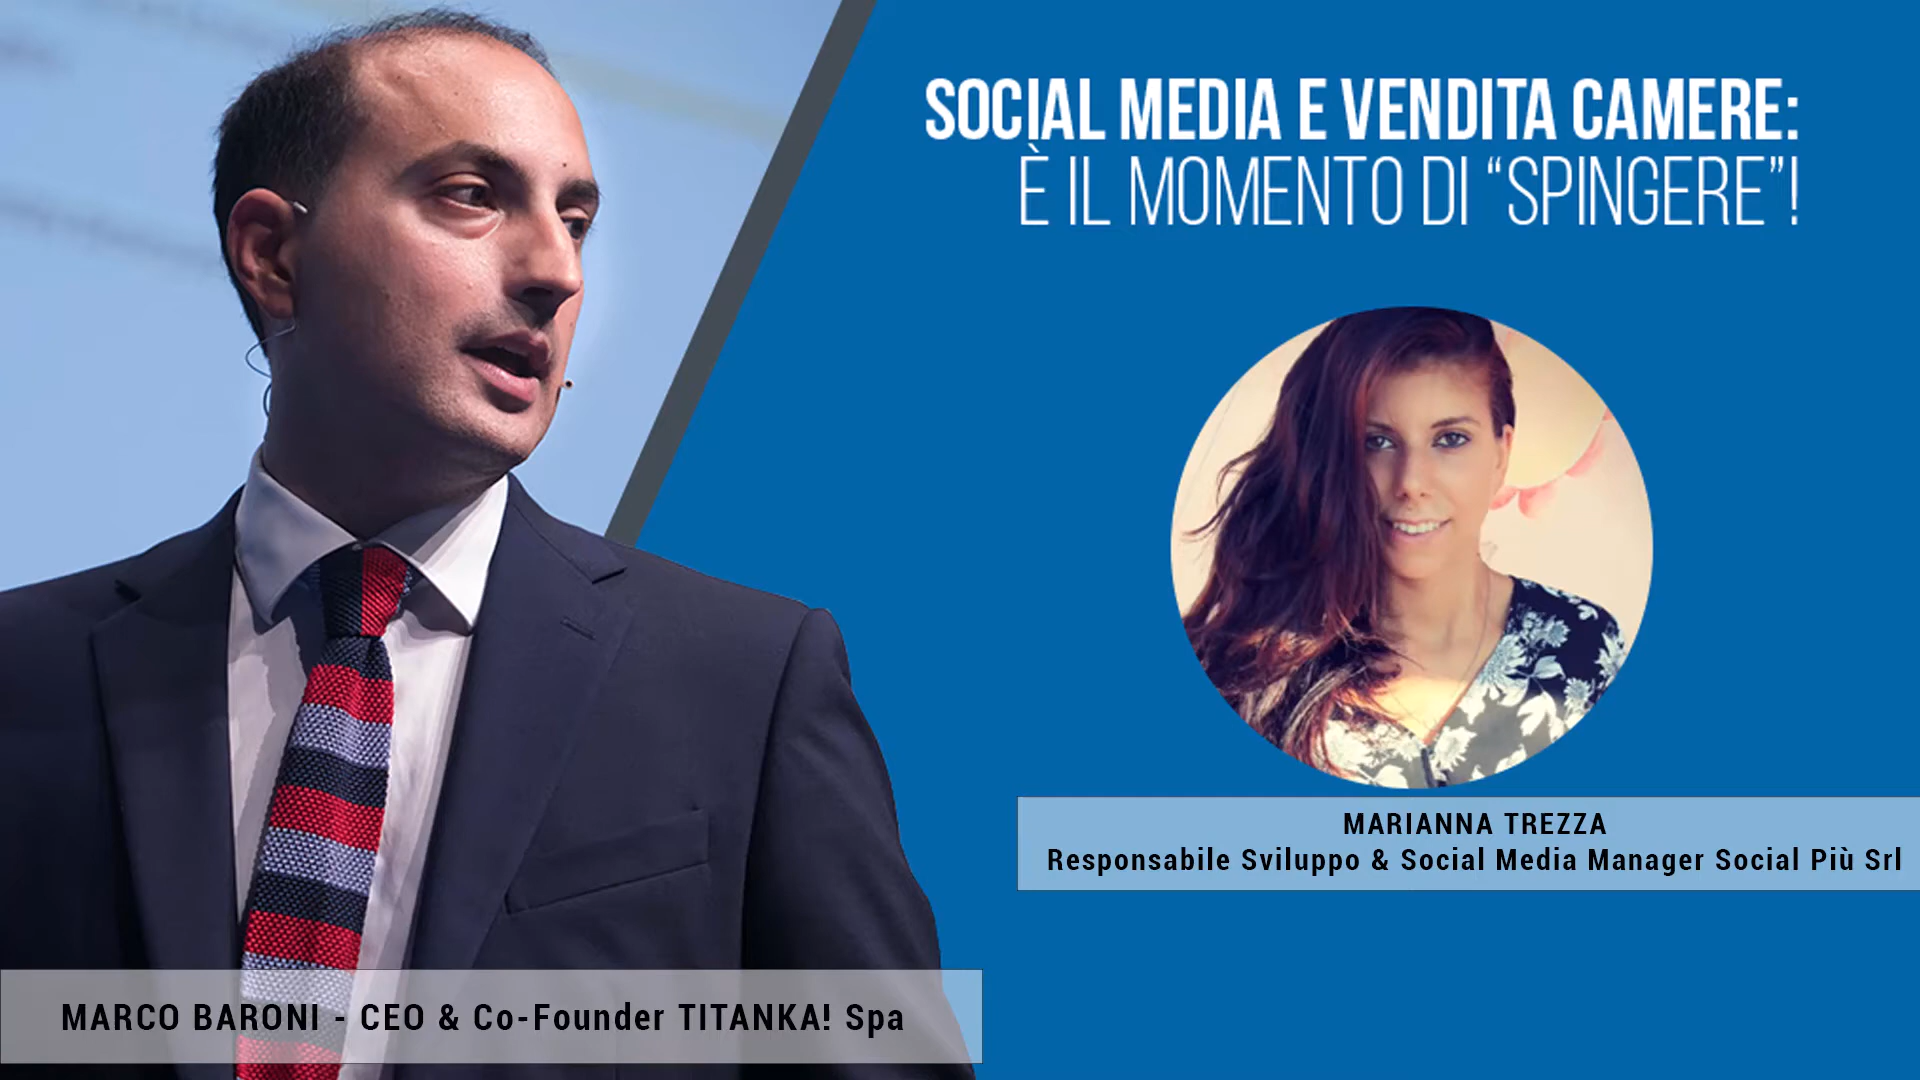 SOCIAL MEDIA E VENDITA CAMERE:
È IL MOMENTO DI “SPINGERE”!
MARIANNA TREZZA
Responsabile Sviluppo & Social Media Manager Social Più Srl
MARCO BARONI - CEO & Co-Founder TITANKA! Spa